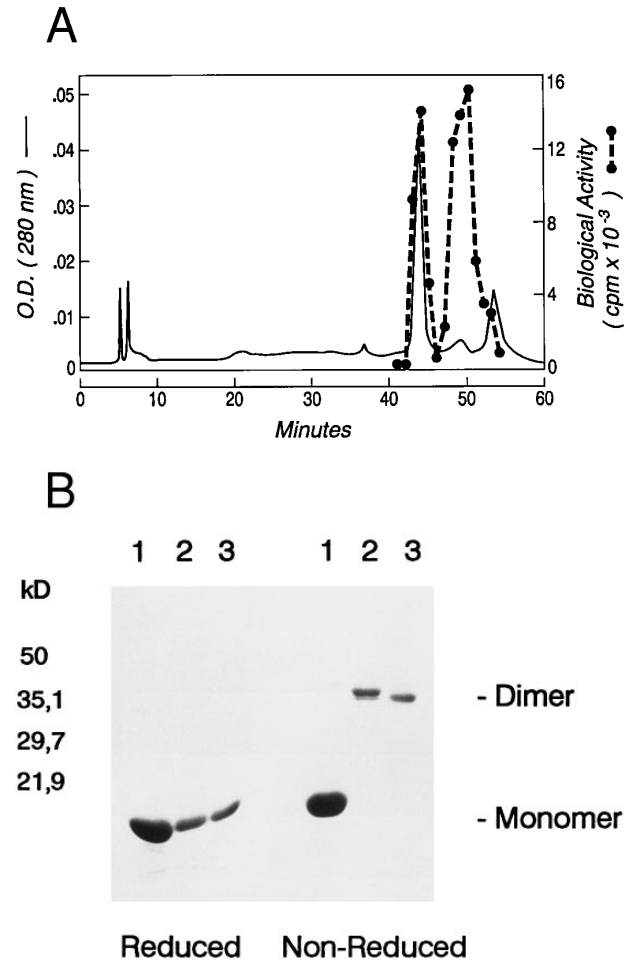 A
.05
.04
.03
.02
.01
0
O.D. ( 280 nm )
16
12
8
4
0
Biological Activity
( cpm x 10-3 )
0
10
20
30
40
50
60
Minutes
B
1 2 3 1 2 3
kD
50
35,1
29,7
21,9
- Dimer
- Monomer
Reduced Non-Reduced